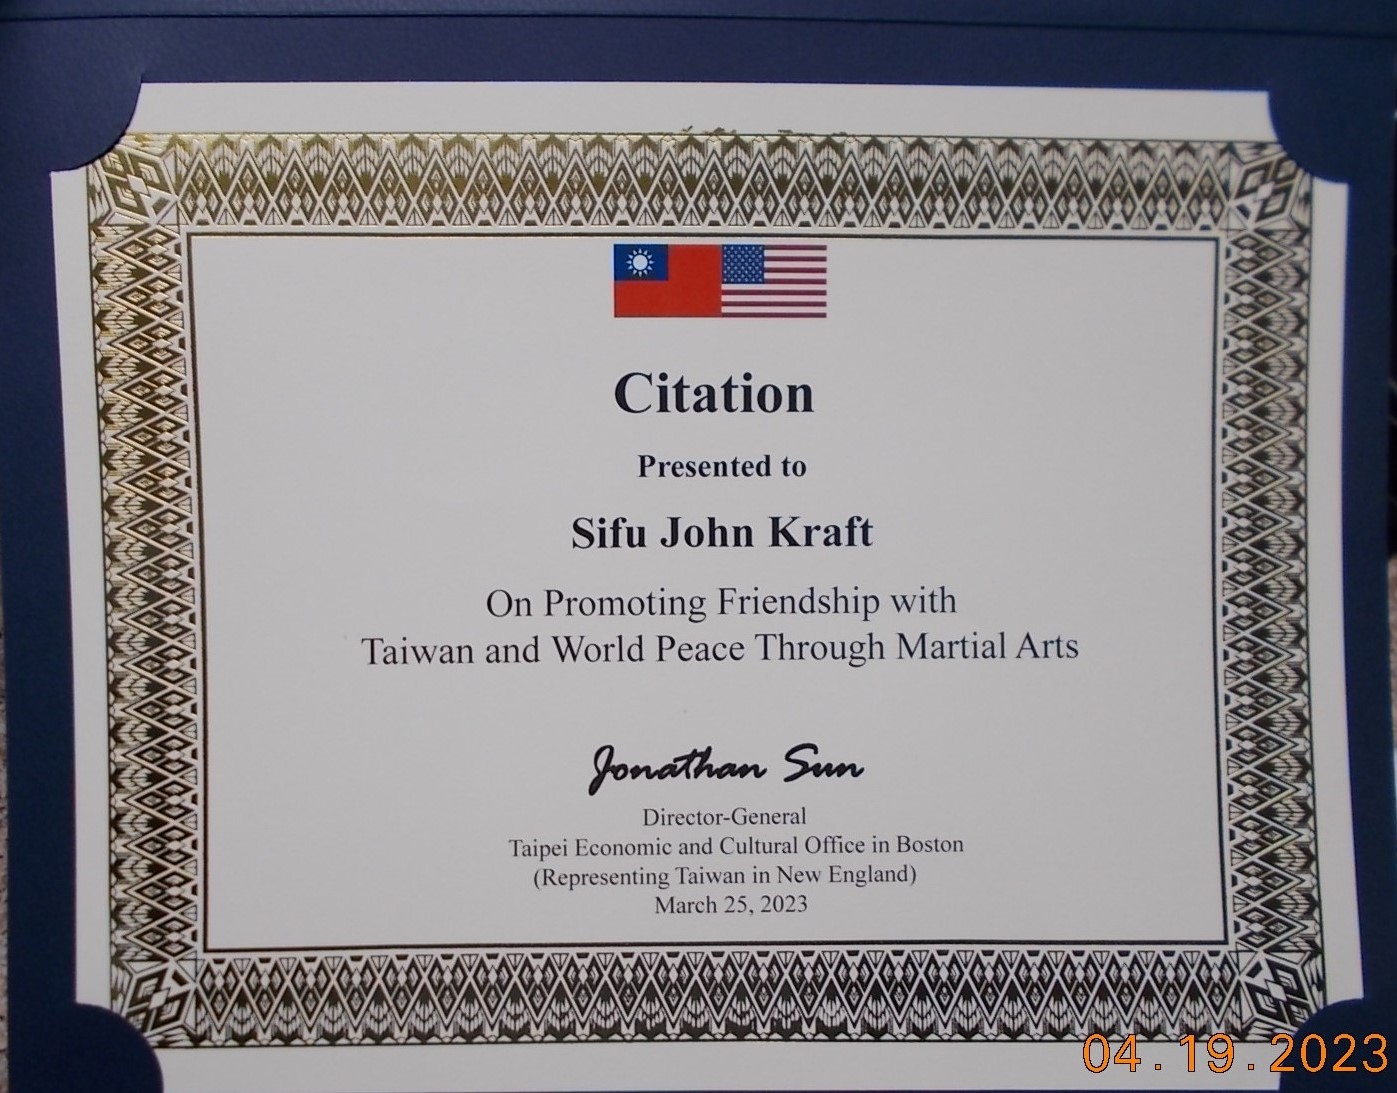 Citation
Presented to
Sifu John Kraft
On Promoting Friendship with
Taiwan and World Peace Through Martial Arts
Jonathan Sun
Director-General
Taipei Economic and Cultural Office in Boston
(Representing Taiwan in New England)
March 25, 2023
04.19.2023